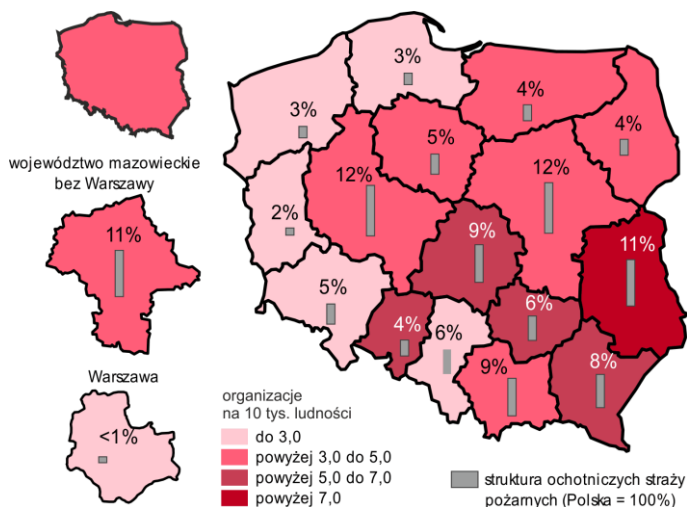 województwo mazowieckie
bez Warszawy
11%
Warszawa
<1%
3%
3%
4%
4%
5%
12%
12%
2%
9%
11%
5%
4%
6%
6%
9%
8%
organizacje
na 10 tys. ludności
do 3,0
powyżej 3,0 do 5,0
powyżej 5,0 do 7,0
powyżej 7,0
struktura ochotniczych straży
pożarnych (Polska = 100%)